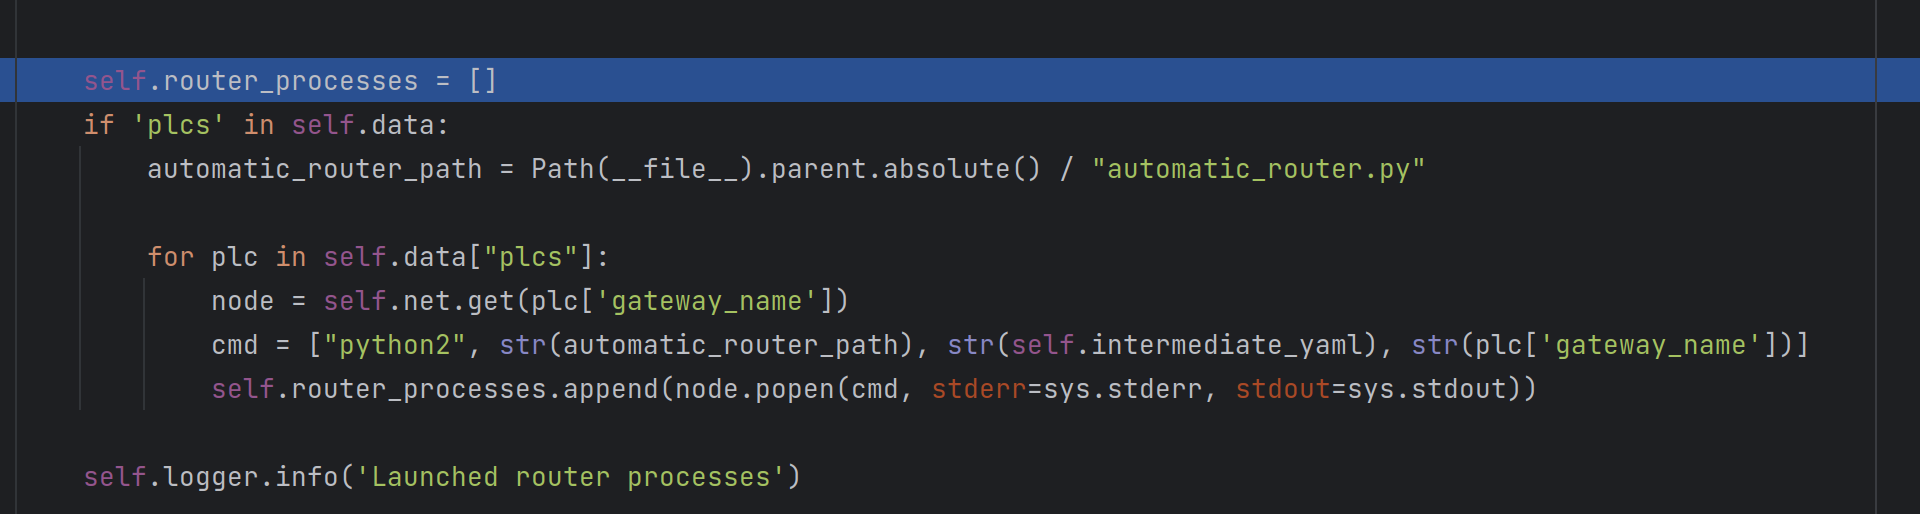 self.router_processes = []
if 'plcs' in self.data:
automatic_router_path = Path(__file__).parent.absolute() / "automatic_router.py"
for plc in self.data["plcs"]:
node = self.net.get(plc['gateway_name'])
cmd = ["python2", str(automatic_router_path), str(self.intermediate_yaml), str(plc['gateway_name'])]
self.router_processes.append(node.popen(cmd, stderr=sys.stderr, stdout=sys.stdout))
self.logger.info('Launched router processes')